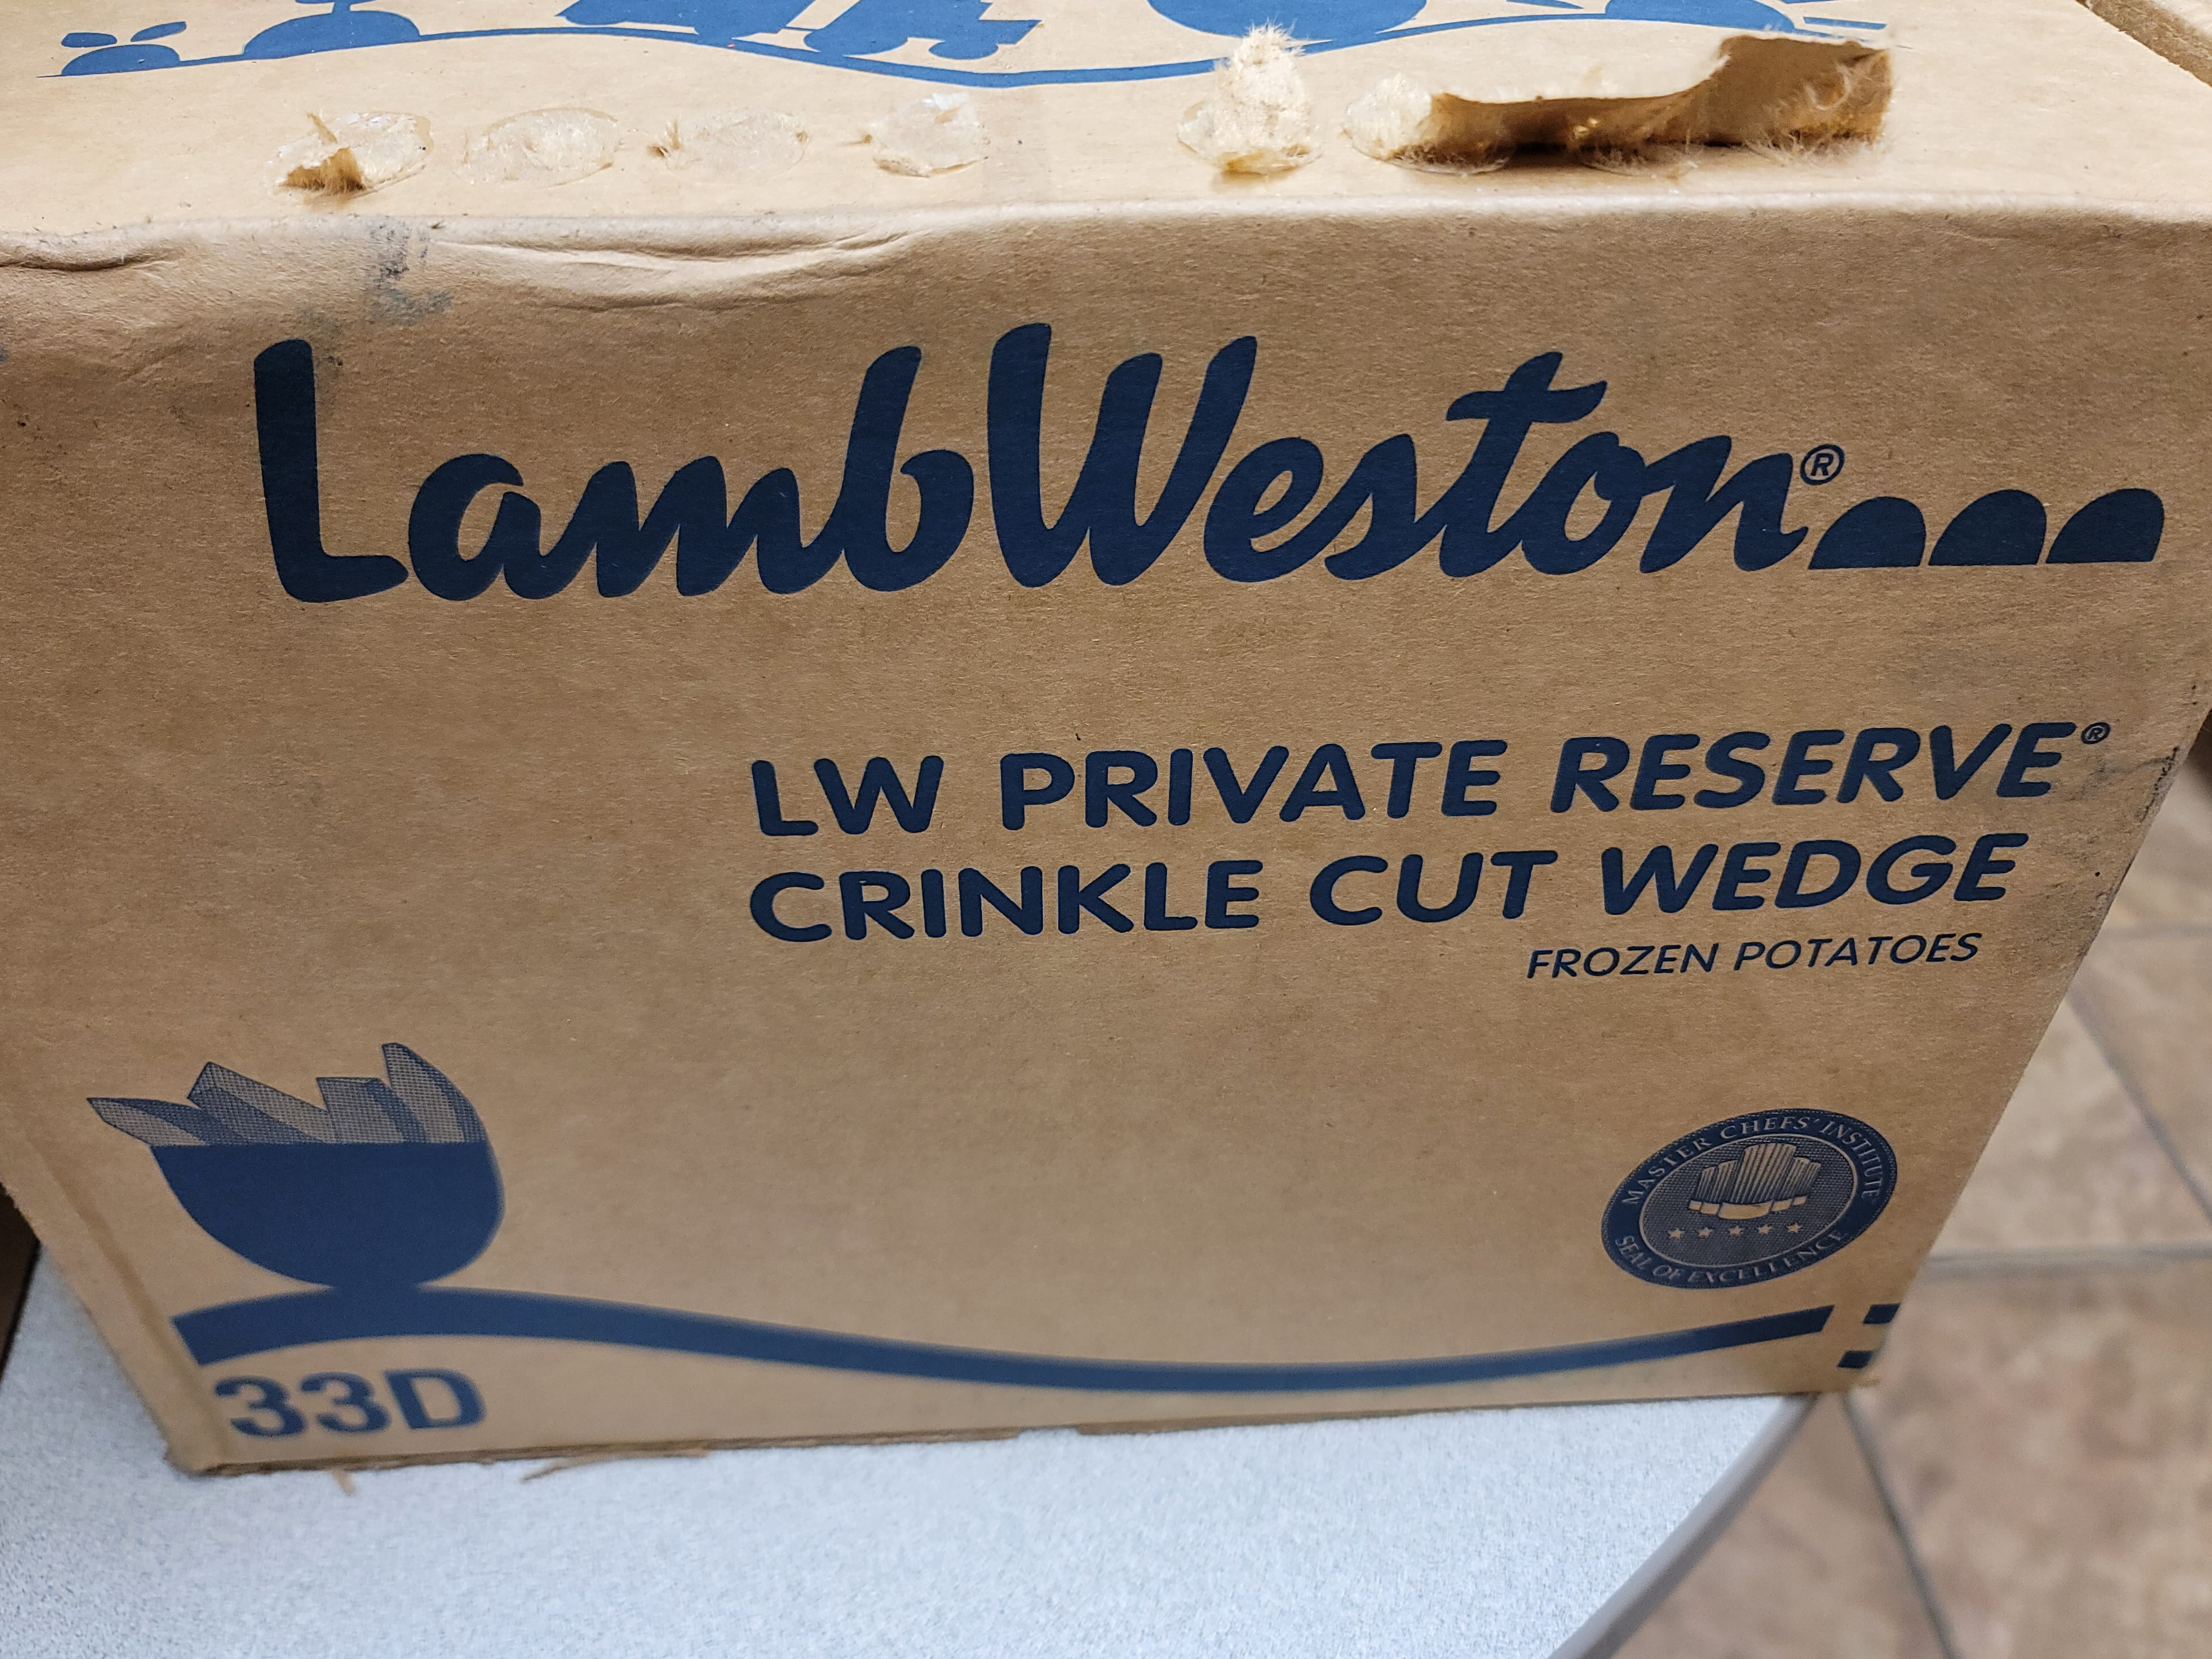 LambWeston®
LW PRIVATE RESERVE®
CRINKLE CUT WEDGE
FROZEN POTATOES
MASTER CHEFS' INSTITUTE
SEAL OF EXCELLENCE
33D